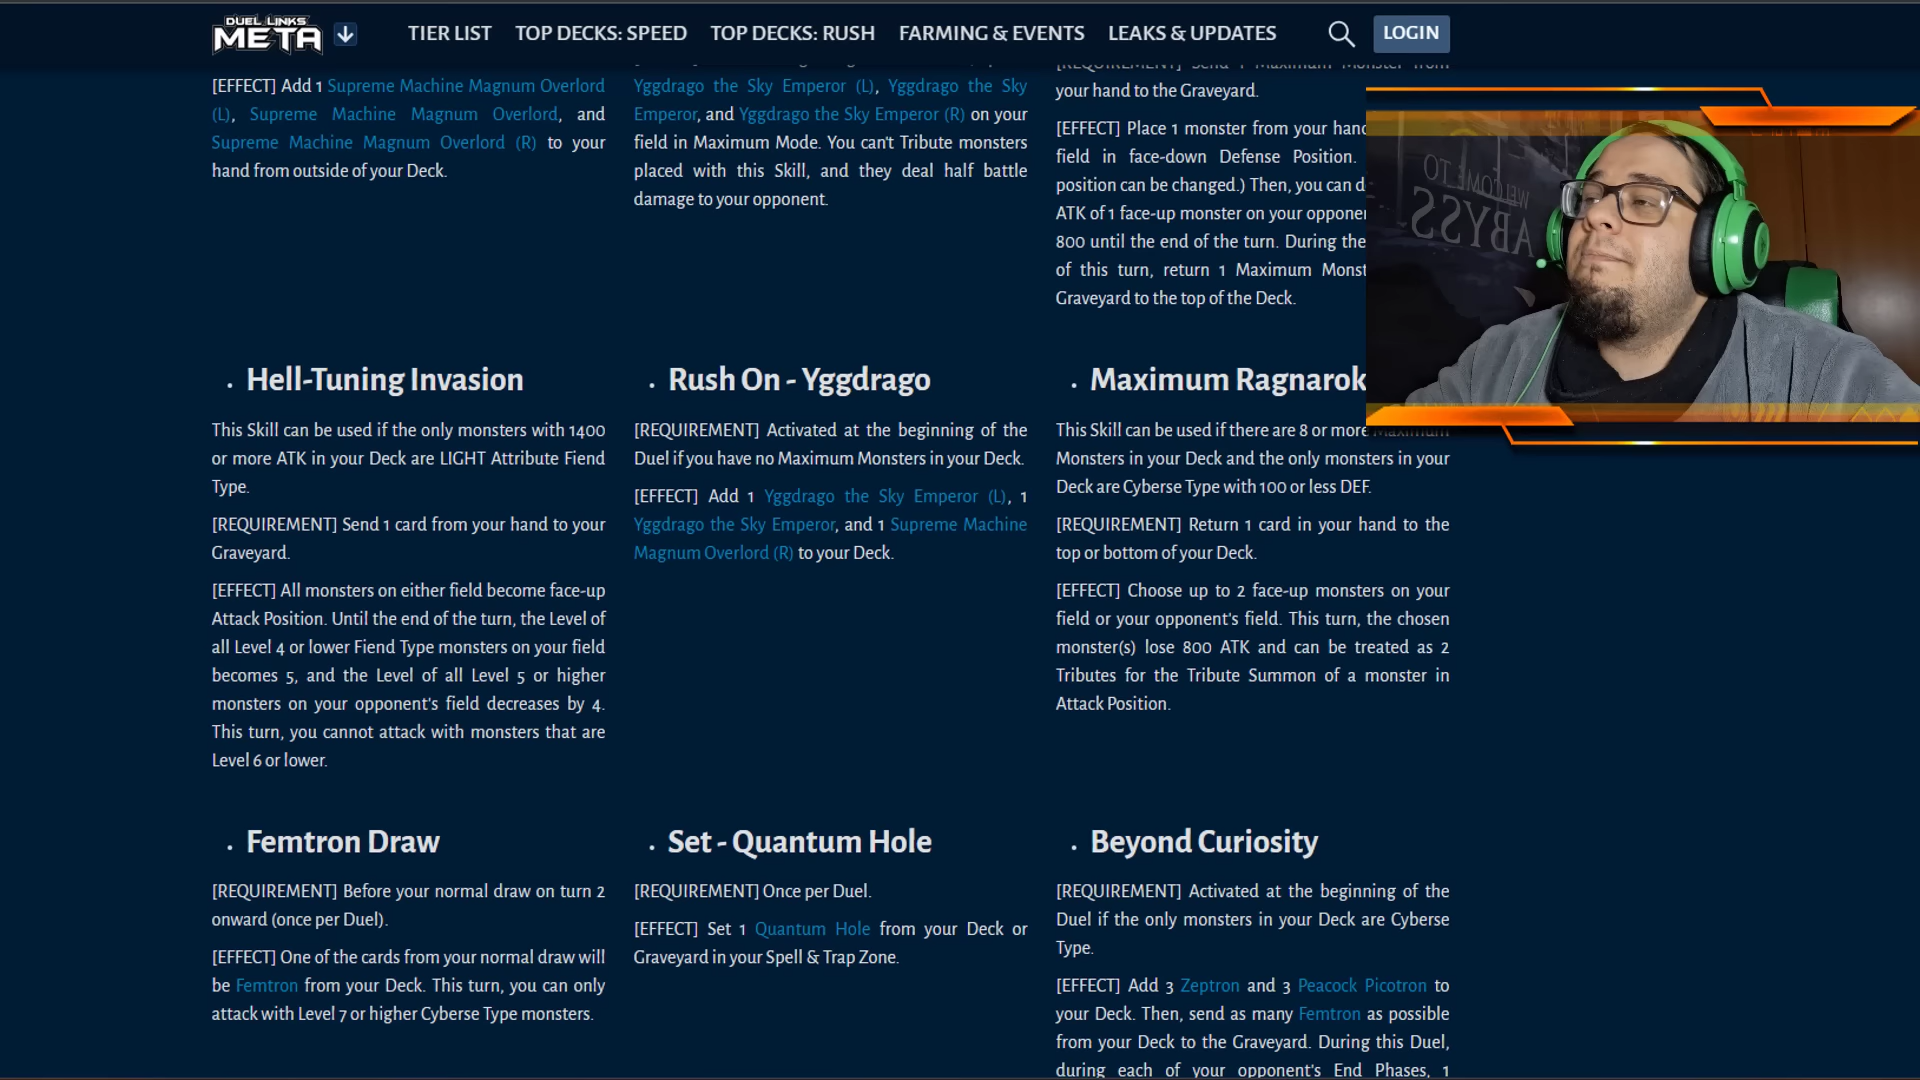 DUEL LINKS
META
TIER LIST
TOP DECKS: SPEED
TOP DECKS: RUSH
FARMING & EVENTS
LEAKS & UPDATES
LOGIN
[EFFECT] Add 1 Supreme Machine Magnum Overlord
(L), Supreme Machine Magnum Overlord, and
Supreme Machine Magnum Overlord (R) to your
hand from outside of your Deck.
Yggdrago the Sky Emperor (L), Yggdrago the Sky
Emperor, and Yggdrago the Sky Emperor (R) on your
field in Maximum Mode. You can't Tribute monsters
placed with this Skill, and they deal half battle
damage to your opponent.
[REQUIREMENT] Send 1 Maximum Monster from
your hand to the Graveyard.
[EFFECT] Place 1 monster from your hand
field in face-down Defense Position.
position can be changed.) Then, you can d
ATK of 1 face-up monster on your oppone
800 until the end of the turn. During the
of this turn, return 1 Maximum Monst
Graveyard to the top of the Deck.
WELCOME TO
ABYSS
• Hell-Tuning Invasion
This Skill can be used if the only monsters with 1400
or more ATK in your Deck are LIGHT Attribute Fiend
Type.
[REQUIREMENT] Send 1 card from your hand to your
Graveyard.
[EFFECT] All monsters on either field become face-up
Attack Position. Until the end of the turn, the Level of
all Level 4 or lower Fiend Type monsters on your field
becomes 5, and the Level of all Level 5 or higher
monsters on your opponent's field decreases by 4.
This turn, you cannot attack with monsters that are
Level 6 or lower.
• Rush On - Yggdrago
[REQUIREMENT] Activated at the beginning of the
Duel if you have no Maximum Monsters in your Deck.
[EFFECT] Add 1 Yggdrago the Sky Emperor (L), 1
Yggdrago the Sky Emperor, and 1 Supreme Machine
Magnum Overlord (R) to your Deck.
• Maximum Ragnarok
This Skill can be used if there are 8 or more Maximum
Monsters in your Deck and the only monsters in your
Deck are Cyberse Type with 100 or less DEF.
[REQUIREMENT] Return 1 card in your hand to the
top or bottom of your Deck.
[EFFECT] Choose up to 2 face-up monsters on your
field or your opponent's field. This turn, the chosen
monster(s) lose 800 ATK and can be treated as 2
Tributes for the Tribute Summon of a monster in
Attack Position.
• Femtron Draw
[REQUIREMENT] Before your normal draw on turn 2
onward (once per Duel).
[EFFECT] One of the cards from your normal draw will
be Femtron from your Deck. This turn, you can only
attack with Level 7 or higher Cyberse Type monsters.
• Set - Quantum Hole
[REQUIREMENT] Once per Duel.
[EFFECT] Set 1 Quantum Hole from your Deck or
Graveyard in your Spell & Trap Zone.
• Beyond Curiosity
[REQUIREMENT] Activated at the beginning of the
Duel if the only monsters in your Deck are Cyberse
Type.
[EFFECT] Add 3 Zeptron and 3 Peacock Picotron to
your Deck. Then, send as many Femtron as possible
from your Deck to the Graveyard. During this Duel,
during each of your opponent's End Phases, 1